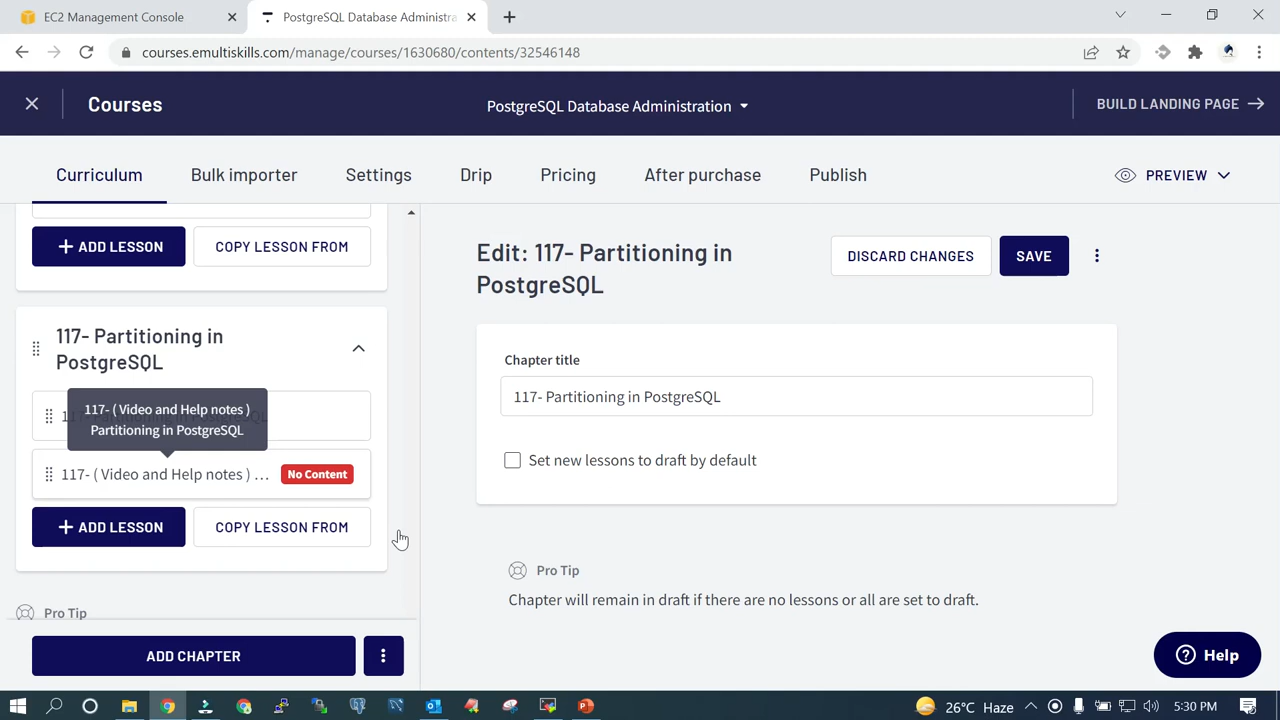 EC2 Management Console
PostgreSQL Database Administra
courses.emultiskills.com/manage/courses/1630680/contents/32546148
Courses
PostgreSQL Database Administration
BUILD LANDING PAGE
Curriculum
Bulk importer
Settings
Drip
Pricing
After purchase
Publish
PREVIEW
+ ADD LESSON
COPY LESSON FROM
117- Partitioning in
PostgreSQL
117- ( Video and Help notes )
Partitioning in PostgreSQL
117- ( Video and Help notes ) ...
No Content
+ ADD LESSON
COPY LESSON FROM
Pro Tip
ADD CHAPTER
Edit: 117- Partitioning in
PostgreSQL
DISCARD CHANGES
SAVE
Chapter title
117- Partitioning in PostgreSQL
Set new lessons to draft by default
Pro Tip
Chapter will remain in draft if there are no lessons or all are set to draft.
? Help
26°C Haze
5:30 PM